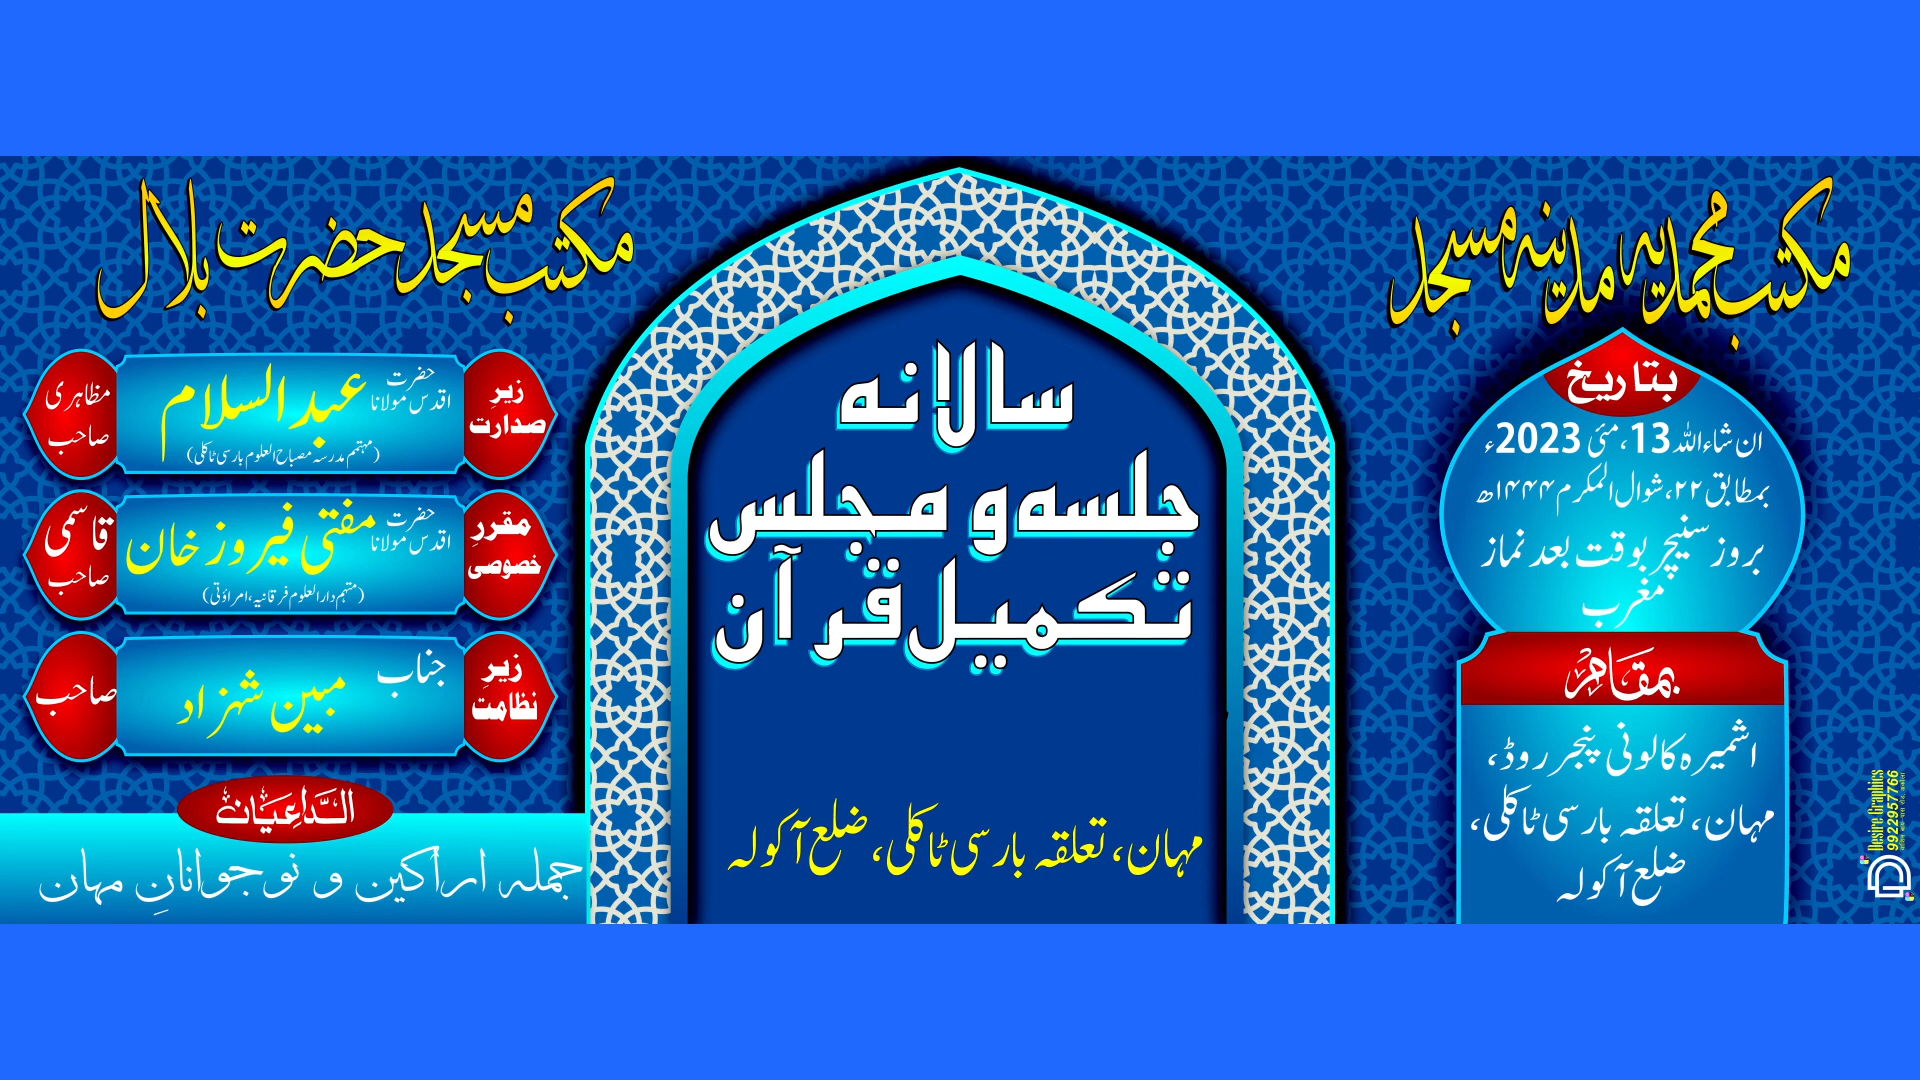 مکتب محمدیہ مدینہ مسجد
مکتب مسجد حضرت بلال
سالانہ
جلسہ و مجلس
تکمیل قرآن
مہان، تعلقہ بارسی ٹاکلی، ضلع آکولہ
بتاریخ
ان شاءاللہ 13،مئی 2023ء
بمطابق ۲۲،شوال المکرم ۱۴۴۴ھ
بروز سنیچر بوقت بعد نماز
مغرب
بمقام
اشمیرہ کالونی پنجر روڈ،
مہان، تعلقہ بارسی ٹاکلی،
ضلع آکولہ
زیرِ صدارت
حضرت اقدس مولانا عبدالسلام مظاہری صاحب
(مہتمم مدرسہ مصباح العلوم بارسی ٹاکلی)
مقررِ خصوصی
حضرت اقدس مولانا مفتی فیروز خان قاسمی صاحب
(متہم دارالعلوم فرقانیہ، امراؤتی)
زیرِ نظامت
جناب مبین شہزاد صاحب
الداعیان
جملہ اراکین و نوجوانانِ مہان
Desire Graphics
9922957766